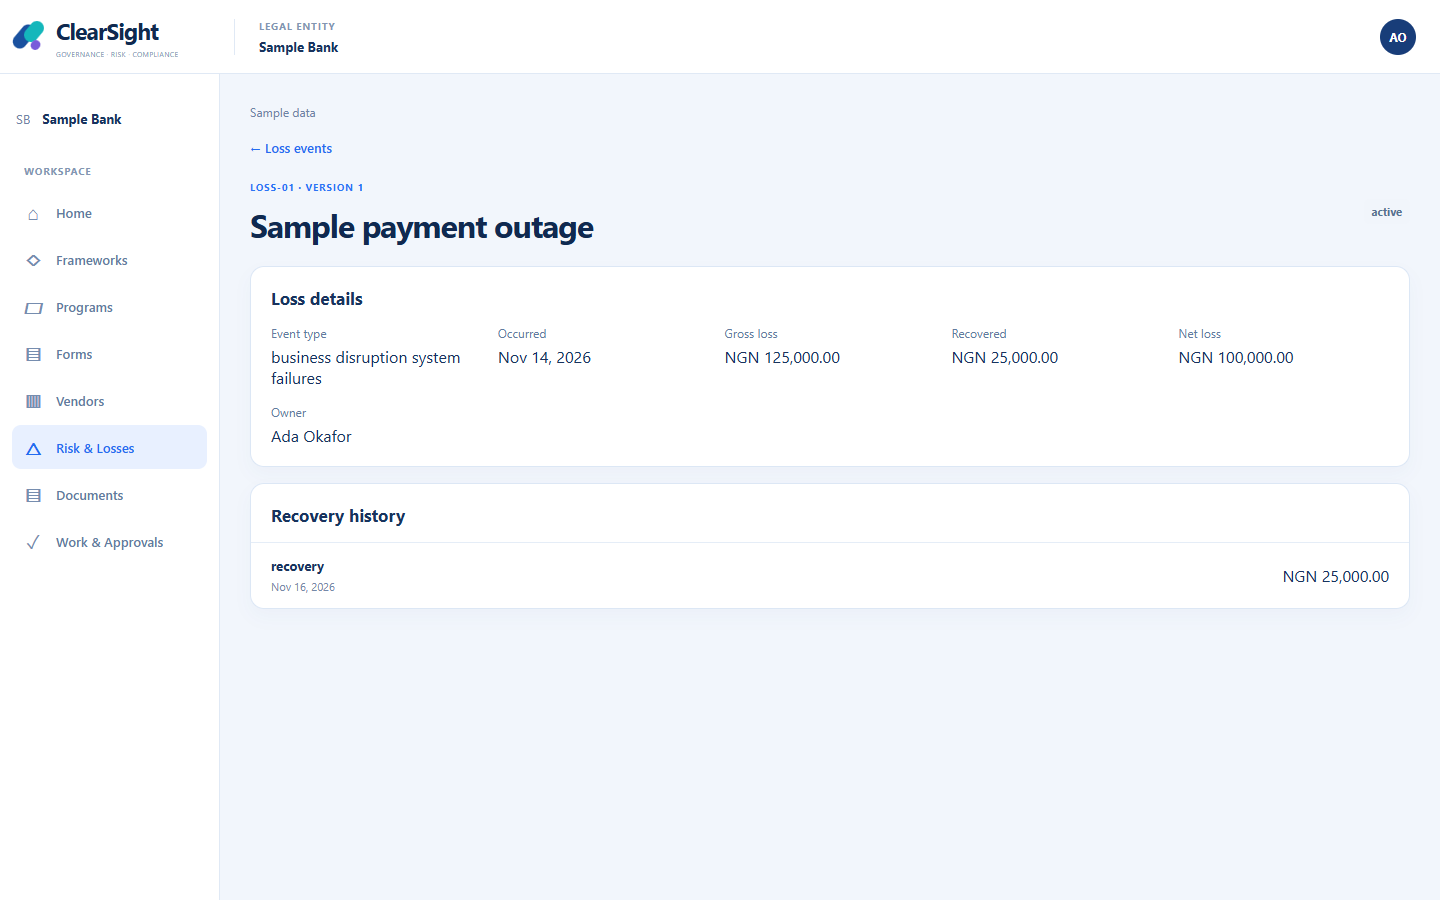 ClearSight
GOVERNANCE · RISK · COMPLIANCE
LEGAL ENTITY
Sample Bank
AO
SB Sample Bank
WORKSPACE
Home
Frameworks
Programs
Forms
Vendors
Risk & Losses
Documents
Work & Approvals
Sample data
← Loss events
LOSS-01 · VERSION 1
Sample payment outage
active
Loss details
Event type
business disruption system
failures
Occurred
Nov 14, 2026
Gross loss
NGN 125,000.00
Recovered
NGN 25,000.00
Net loss
NGN 100,000.00
Owner
Ada Okafor
Recovery history
recovery
Nov 16, 2026
NGN 25,000.00